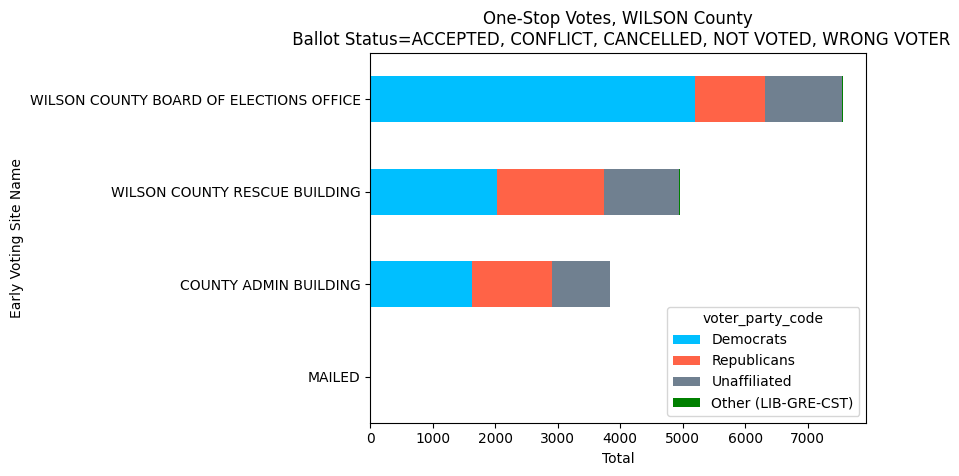 One-Stop Votes, WILSON County
Ballot Status=ACCEPTED, CONFLICT, CANCELLED, NOT VOTED, WRONG VOTER
Early Voting Site Name
WILSON COUNTY BOARD OF ELECTIONS OFFICE
WILSON COUNTY RESCUE BUILDING
COUNTY ADMIN BUILDING
MAILED
voter_party_code
Democrats
Republicans
Unaffiliated
Other (LIB-GRE-CST)
0 1000 2000 3000 4000 5000 6000 7000
Total